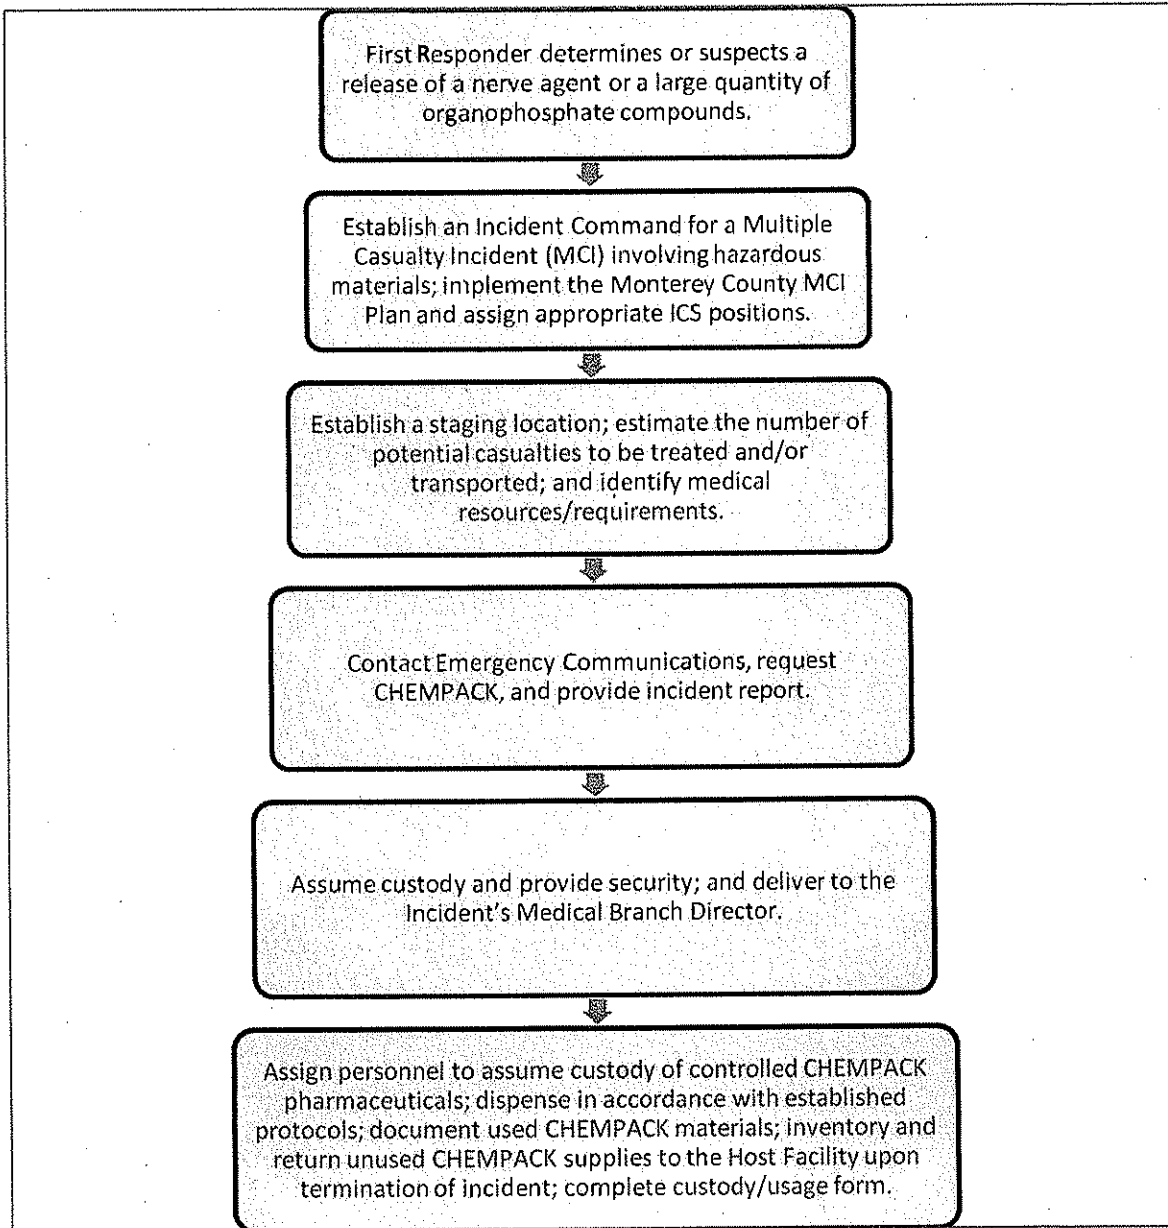 First Responder determines or suspects a
release of a nerve agent or a large quantity of
organophosphate compounds.
Establish an Incident Command for a Multiple
Casualty Incident (MCI) involving hazardous
materials; implement the Monterey County MCI
Plan and assign appropriate ICS positions.
Establish a staging location; estimate the number of
potential casualties to be treated and/or
transported; and identify medical
resources/requirements.
Contact Emergency Communications, request
CHEMPACK, and provide incident report.
Assume custody and provide security; and deliver to the
Incident's Medical Branch Director.
Assign personnel to assume custody of controlled CHEMPACK
pharmaceuticals; dispense in accordance with established
protocols; document used CHEMPACK materials; inventory and
return unused CHEMPACK supplies to the Host Facility upon
termination of incident; complete custody/usage form.